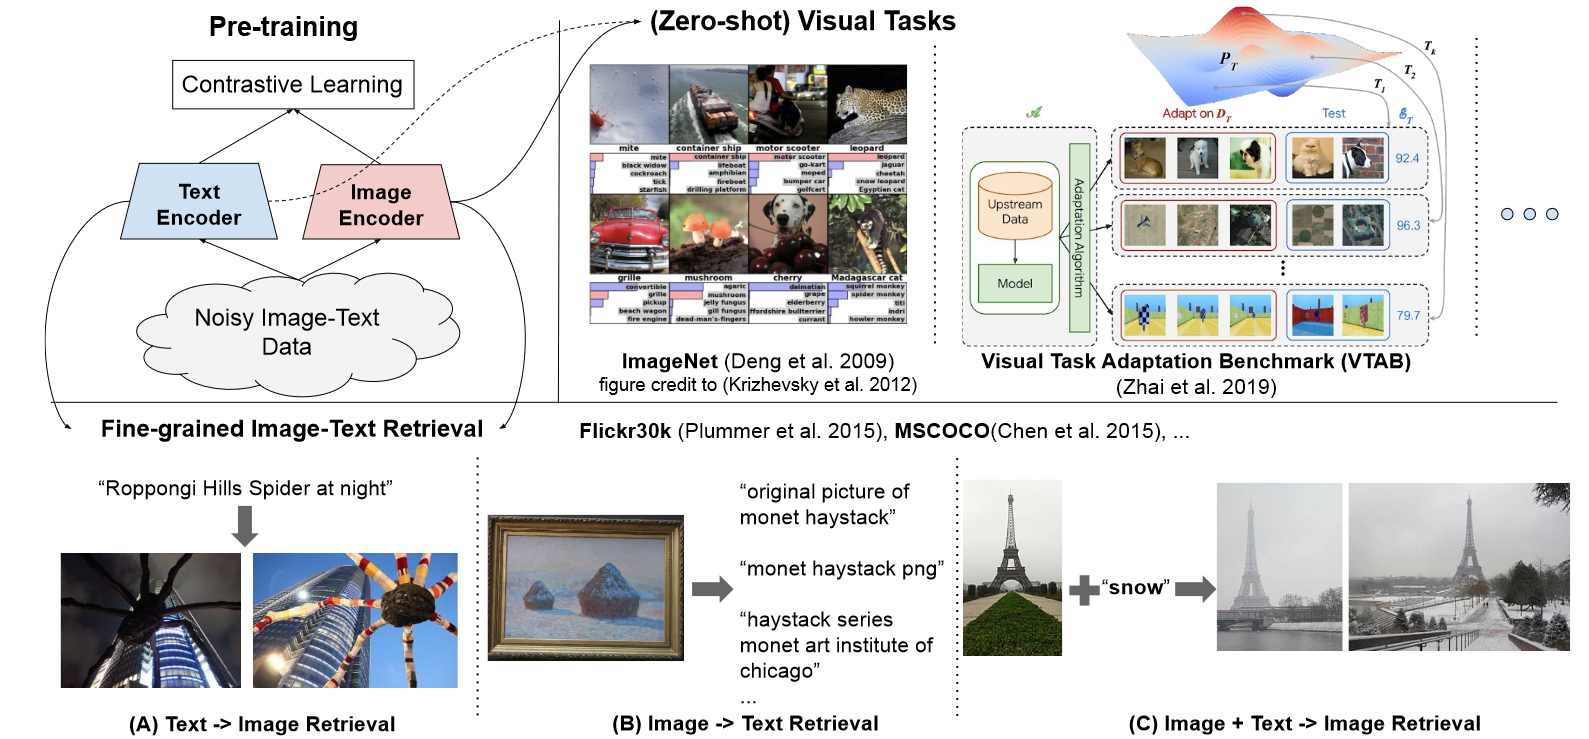 Pre-training
Contrastive Learning
Text
Encoder
Image
Encoder
Noisy Image-Text
Data
(Zero-shot) Visual Tasks
mite
container ship
motor scooter
leopard
mite
black widow
cockroach
tick
starfish
container ship
lifeboat
amphibian
fireboat
drilling platform
motor scooter
go-kart
moped
bumper car
golfcart
leopard
jaguar
cheetah
snow leopard
Egyptian cat
grille
mushroom
cherry
Madagascar cat
convertible
grille
pickup
beach wagon
fire engine
agaric
mushroom
jelly fungus
gill fungus
dead-man's-fingers
dalmatian
grape
elderberry
ffordshire bullterrier
currant
squirrel monkey
spider monkey
titi
indri
howler monkey
ImageNet (Deng et al. 2009)
figure credit to (Krizhevsky et al. 2012)
P_T
T_k
T_2
T_1
𝒜
Adapt on D_T
Test
ℰ_T
Upstream
Data
Model
Adaptation Algorithm
92.4
96.3
79.7
Visual Task Adaptation Benchmark (VTAB)
(Zhai et al. 2019)
Fine-grained Image-Text Retrieval
Flickr30k (Plummer et al. 2015), MSCOCO(Chen et al. 2015), ...
“Roppongi Hills Spider at night”
(A) Text -> Image Retrieval
“original picture of
monet haystack”
“monet haystack png”
“haystack series
monet art institute of
chicago”
...
(B) Image -> Text Retrieval
“snow”
(C) Image + Text -> Image Retrieval